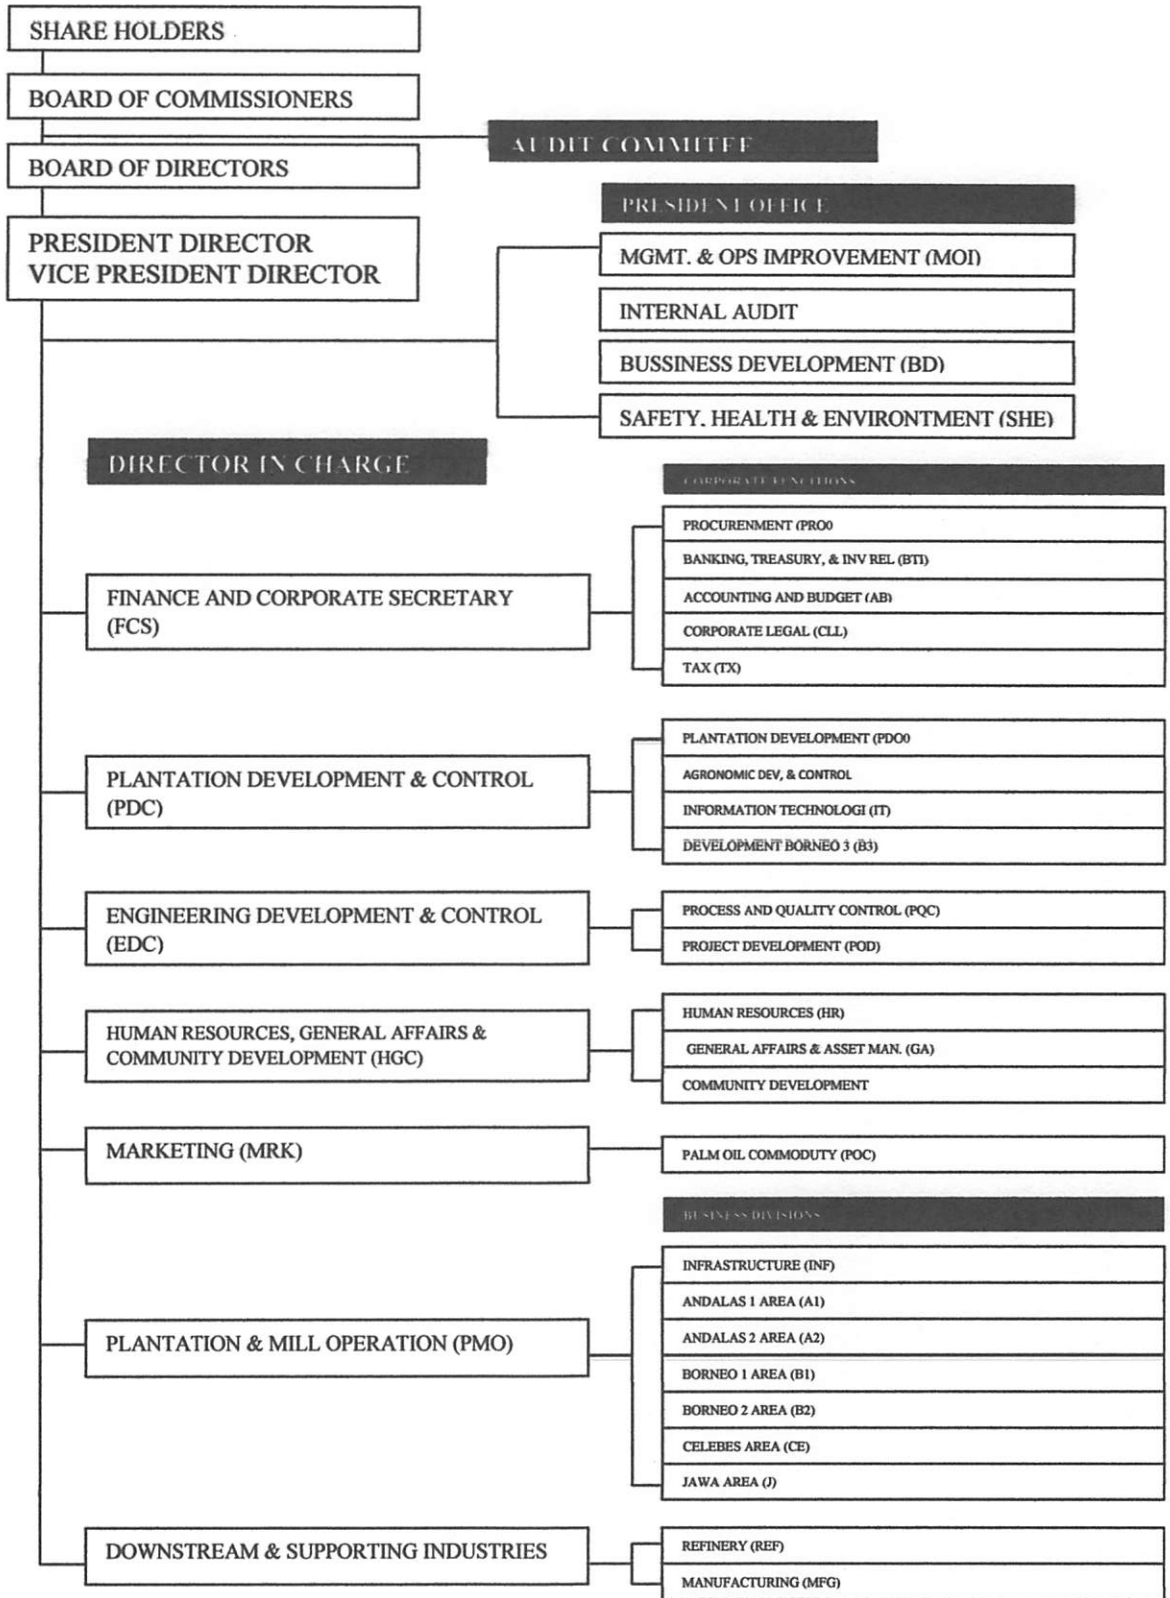 SHARE HOLDERS
BOARD OF COMMISSIONERS
AUDIT COMMITEE
BOARD OF DIRECTORS
PRESIDENT OFFICE
PRESIDENT DIRECTOR
VICE PRESIDENT DIRECTOR
MGMT. & OPS IMPROVEMENT (MOI)
INTERNAL AUDIT
BUSSINESS DEVELOPMENT (BD)
SAFETY. HEALTH & ENVIRONTMENT (SHE)
DIRECTOR IN CHARGE
CORPORATE FUNCTIONS
FINANCE AND CORPORATE SECRETARY
(FCS)
PROCURENMENT (PRO0
BANKING, TREASURY, & INV REL (BTI)
ACCOUNTING AND BUDGET (AB)
CORPORATE LEGAL (CLL)
TAX (TX)
PLANTATION DEVELOPMENT & CONTROL
(PDC)
PLANTATION DEVELOPMENT (PDO0
AGRONOMIC DEV, & CONTROL
INFORMATION TECHNOLOGI (IT)
DEVELOPMENT BORNEO 3 (B3)
ENGINEERING DEVELOPMENT & CONTROL
(EDC)
PROCESS AND QUALITY CONTROL (PQC)
PROJECT DEVELOPMENT (POD)
HUMAN RESOURCES, GENERAL AFFAIRS &
COMMUNITY DEVELOPMENT (HGC)
HUMAN RESOURCES (HR)
GENERAL AFFAIRS & ASSET MAN. (GA)
COMMUNITY DEVELOPMENT
MARKETING (MRK)
PALM OIL COMMODUTY (POC)
BUSINESS DIVISIONS
PLANTATION & MILL OPERATION (PMO)
INFRASTRUCTURE (INF)
ANDALAS 1 AREA (A1)
ANDALAS 2 AREA (A2)
BORNEO 1 AREA (B1)
BORNEO 2 AREA (B2)
CELEBES AREA (CE)
JAWA AREA (J)
DOWNSTREAM & SUPPORTING INDUSTRIES
REFINERY (REF)
MANUFACTURING (MFG)